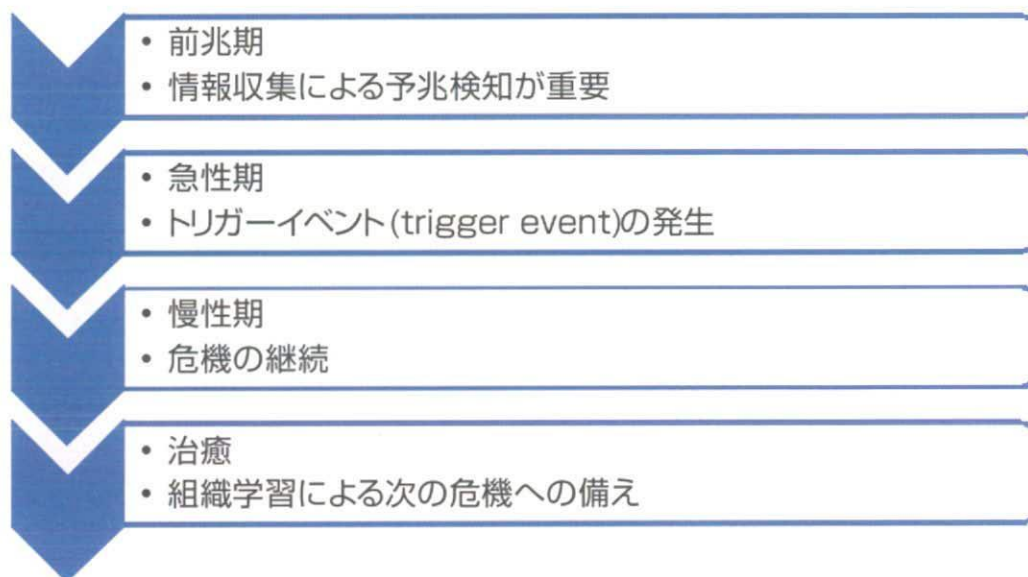 • 前兆期
• 情報収集による予兆検知が重要
• 急性期
• トリガーイベント(trigger event)の発生
• 慢性期
• 危機の継続
• 治癒
• 組織学習による次の危機への備え